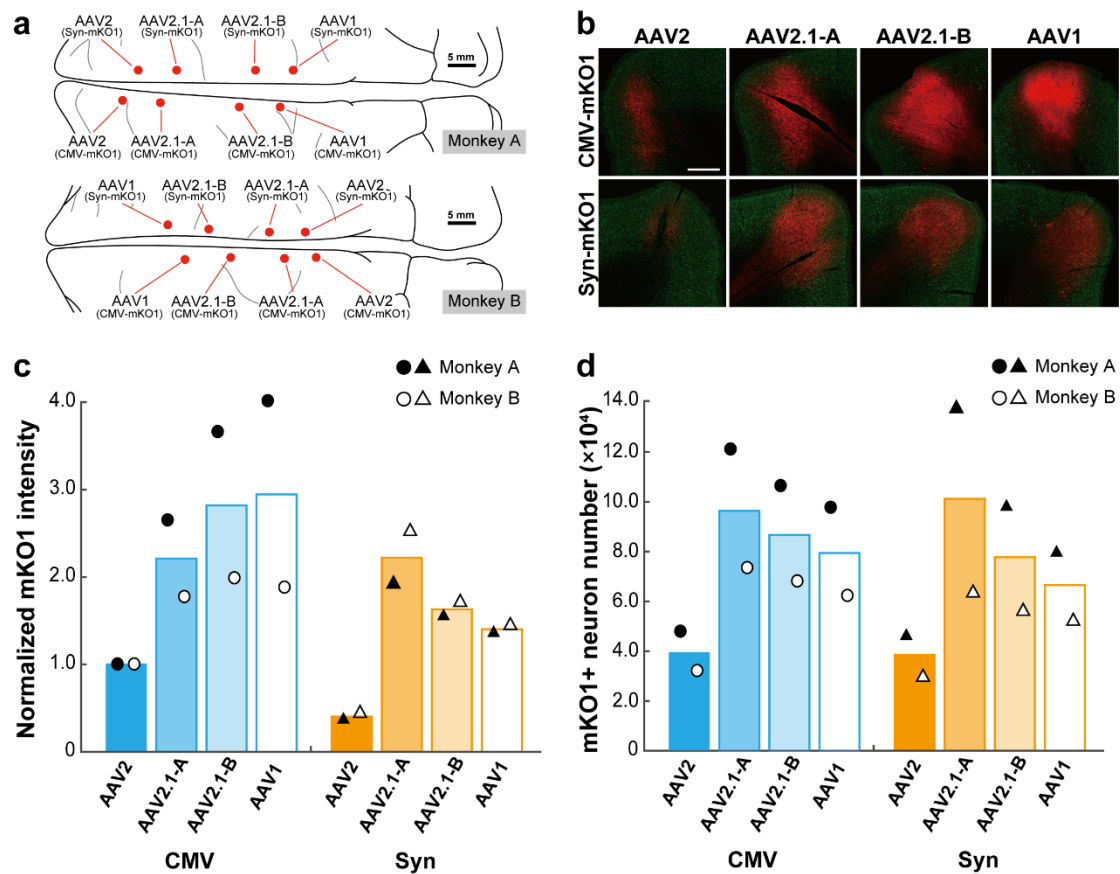 a
AAV2 AAV2.1-A AAV2.1-B AAV1
(Syn-mKO1) (Syn-mKO1) (Syn-mKO1) (Syn-mKO1)
5 mm
AAV2 AAV2.1-A AAV2.1-B AAV1
(CMV-mKO1) (CMV-mKO1) (CMV-mKO1) (CMV-mKO1)
Monkey A
AAV1 AAV2.1-B AAV2.1-A AAV2
(Syn-mKO1) (Syn-mKO1) (Syn-mKO1) (Syn-mKO1)
5 mm
AAV1 AAV2.1-B AAV2.1-A AAV2
(CMV-mKO1) (CMV-mKO1) (CMV-mKO1) (CMV-mKO1)
Monkey B
b
AAV2 AAV2.1-A AAV2.1-B AAV1
CMV-mKO1
Syn-mKO1
c
Monkey A
Monkey B
Normalized mKO1 intensity
4.0
3.0
2.0
1.0
0
AAV2 AAV2.1-A AAV2.1-B AAV1 AAV2 AAV2.1-A AAV2.1-B AAV1
CMV Syn
d
Monkey A
Monkey B
mKO1+ neuron number (×10⁴)
14.0
12.0
10.0
8.0
6.0
4.0
2.0
0
AAV2 AAV2.1-A AAV2.1-B AAV1 AAV2 AAV2.1-A AAV2.1-B AAV1
CMV Syn